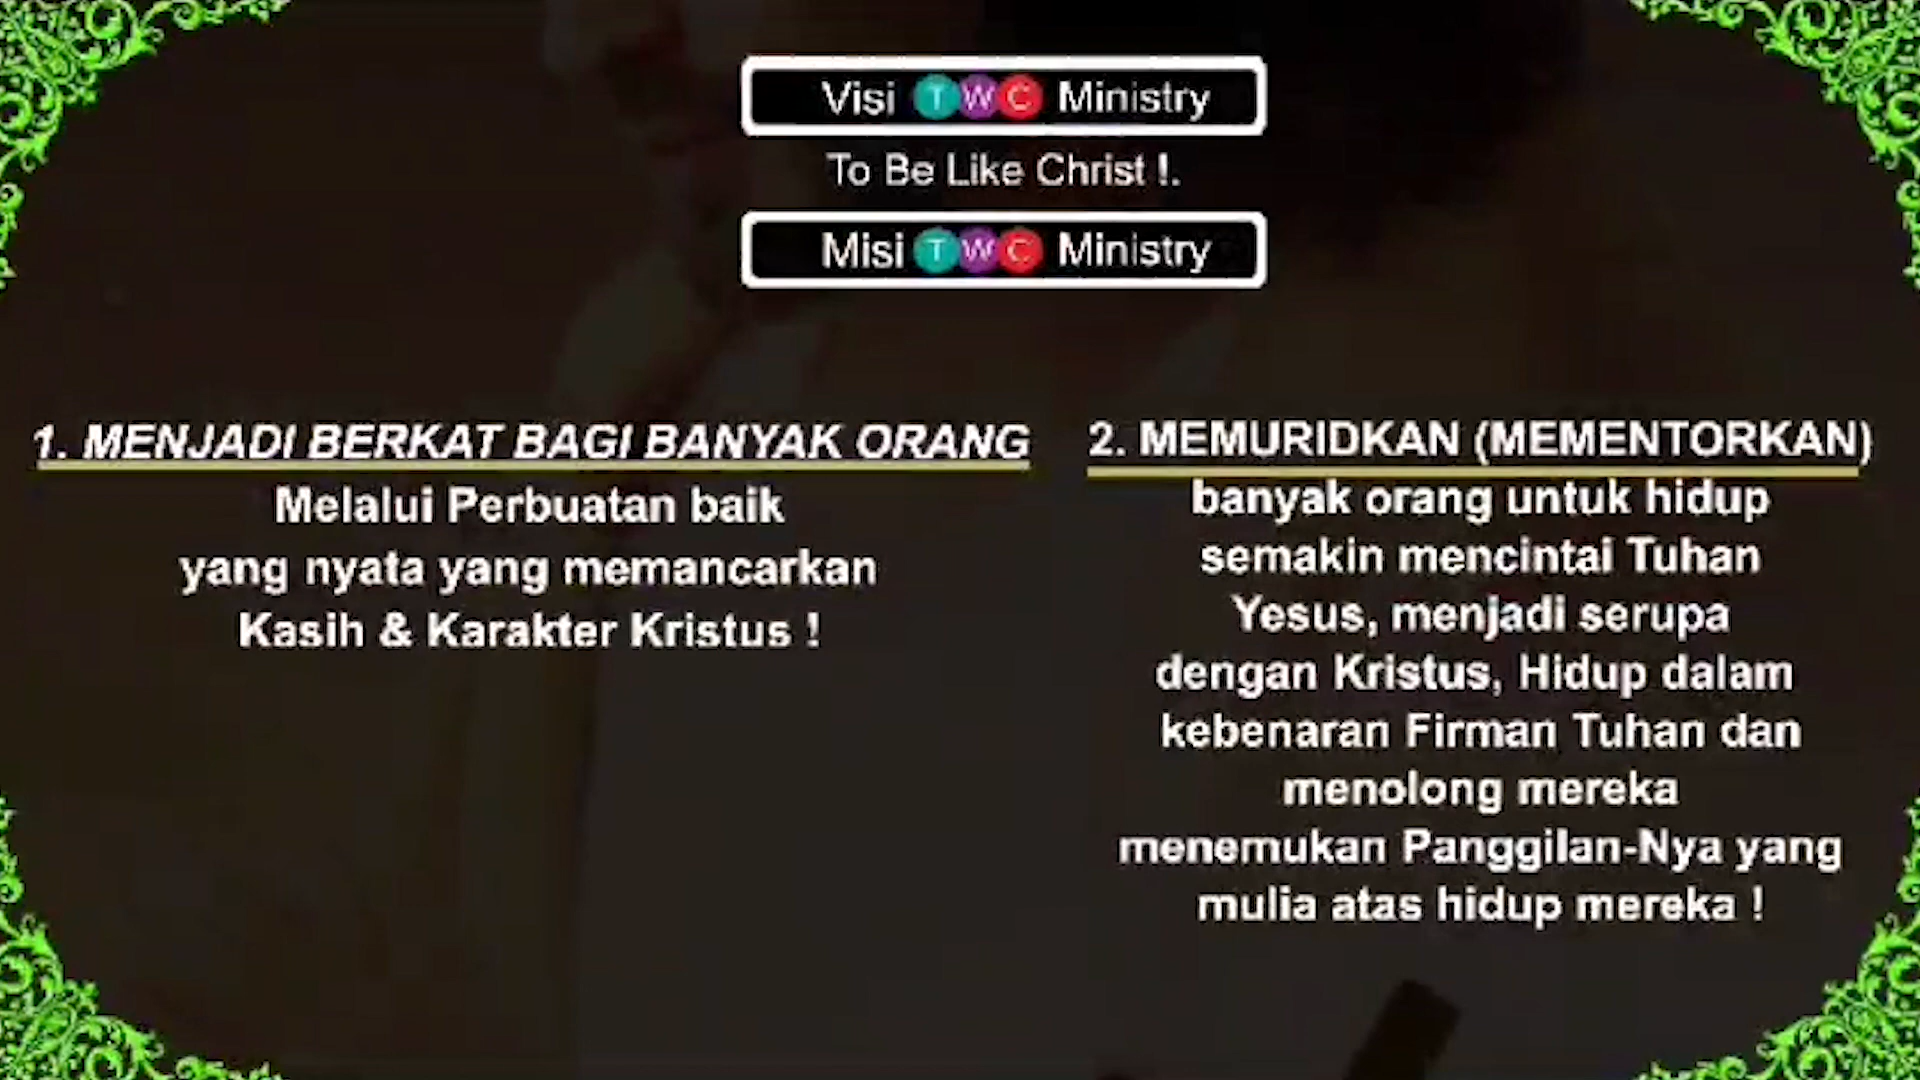 Visi TWC Ministry
To Be Like Christ !.
Misi TWC Ministry
1. MENJADI BERKAT BAGI BANYAK ORANG
Melalui Perbuatan baik
yang nyata yang memancarkan
Kasih & Karakter Kristus !
2. MEMURIDKAN (MEMENTORKAN)
banyak orang untuk hidup
semakin mencintai Tuhan
Yesus, menjadi serupa
dengan Kristus, Hidup dalam
kebenaran Firman Tuhan dan
menolong mereka
menemukan Panggilan-Nya yang
mulia atas hidup mereka !